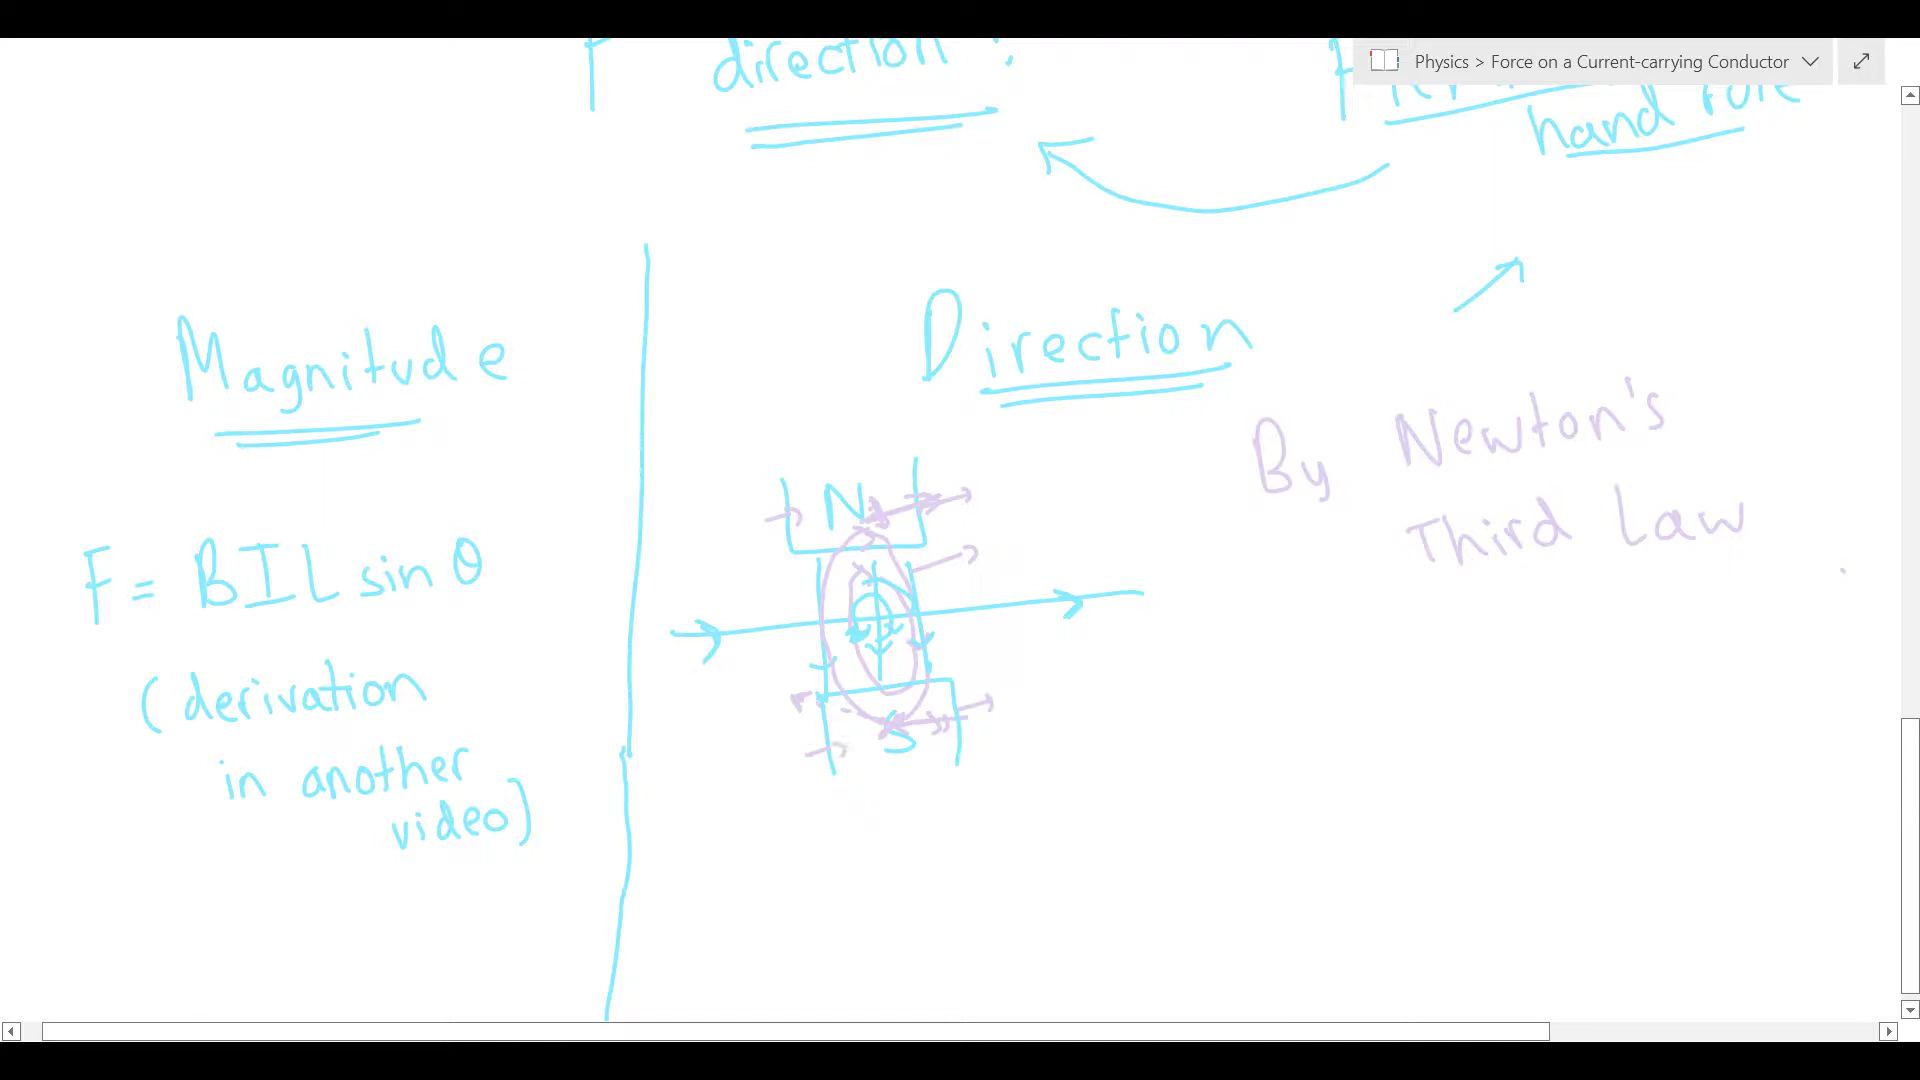 F direction :
Physics > Force on a Current-carrying Conductor
hand rule
Magnitude
Direction
F = BIL sin θ
(derivation
in another
video)
N
S
By Newton's
Third Law